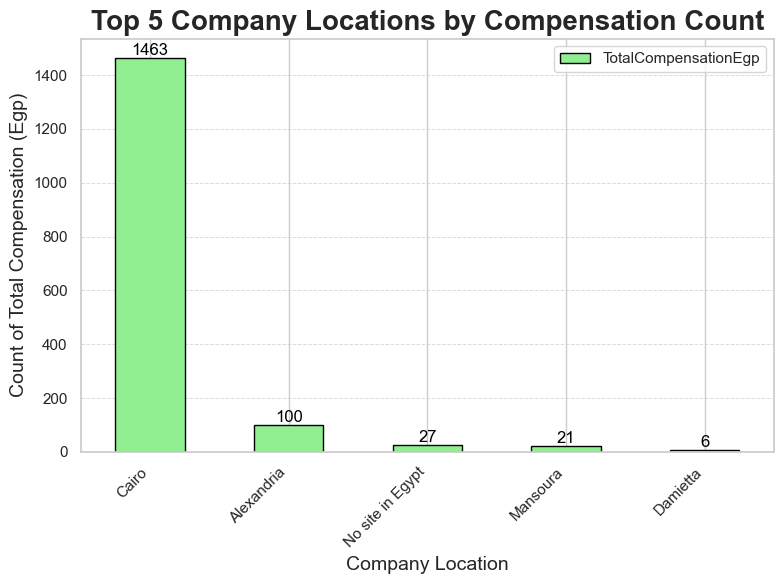 Top 5 Company Locations by Compensation Count
TotalCompensationEgp
Count of Total Compensation (Egp)
1400
1200
1000
800
600
400
200
0
1463
100
27
21
6
Cairo
Alexandria
No site in Egypt
Mansoura
Damietta
Company Location